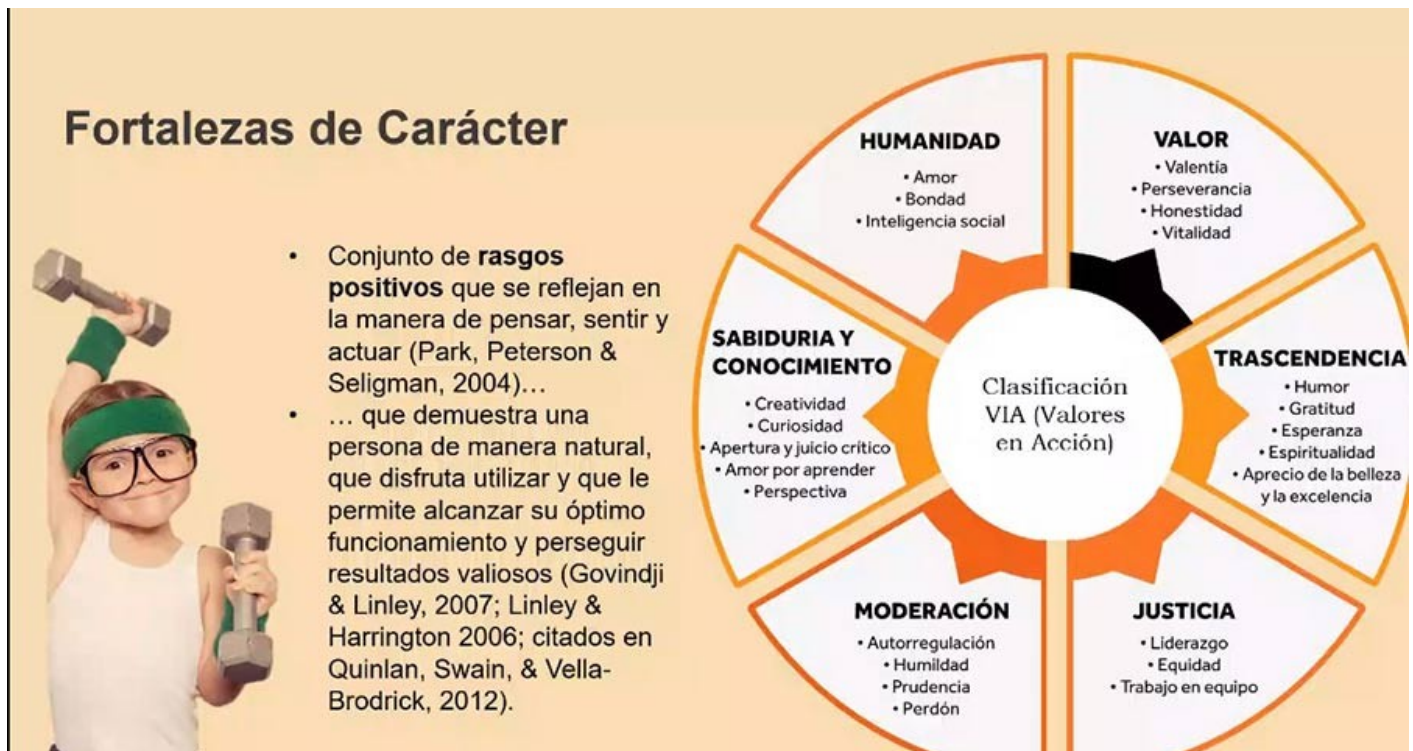 Fortalezas de Carácter
• Conjunto de rasgos
positivos que se reflejan en
la manera de pensar, sentir y
actuar (Park, Peterson &
Seligman, 2004)…
• … que demuestra una
persona de manera natural,
que disfruta utilizar y que le
permite alcanzar su óptimo
funcionamiento y perseguir
resultados valiosos (Govindji
& Linley, 2007; Linley &
Harrington 2006; citados en
Quinlan, Swain, & Vella-
Brodrick, 2012).
HUMANIDAD
• Amor
• Bondad
• Inteligencia social
VALOR
• Valentía
• Perseverancia
• Honestidad
• Vitalidad
SABIDURIA Y
CONOCIMIENTO
• Creatividad
• Curiosidad
• Apertura y juicio crítico
• Amor por aprender
• Perspectiva
Clasificación
VIA (Valores
en Acción)
TRASCENDENCIA
• Humor
• Gratitud
• Esperanza
• Espiritualidad
• Aprecio de la belleza
y la excelencia
MODERACIÓN
• Autorregulación
• Humildad
• Prudencia
• Perdón
JUSTICIA
• Liderazgo
• Equidad
• Trabajo en equipo